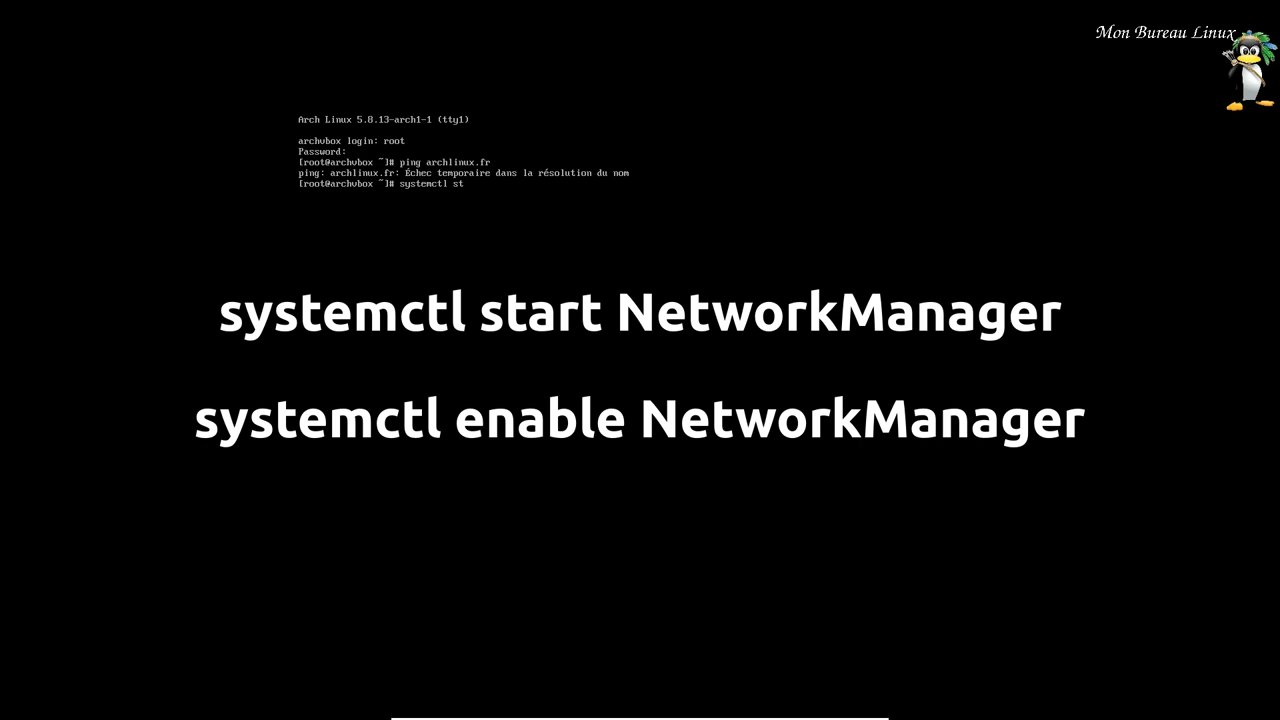 Mon Bureau Linux
Arch Linux 5.8.13-arch1-1 (tty1)
archvbox login: root
Password:
[root@archvbox ~]# ping archlinux.fr
ping: archlinux.fr: Échec temporaire dans la résolution du nom
[root@archvbox ~]# systemctl st
systemctl start NetworkManager
systemctl enable NetworkManager